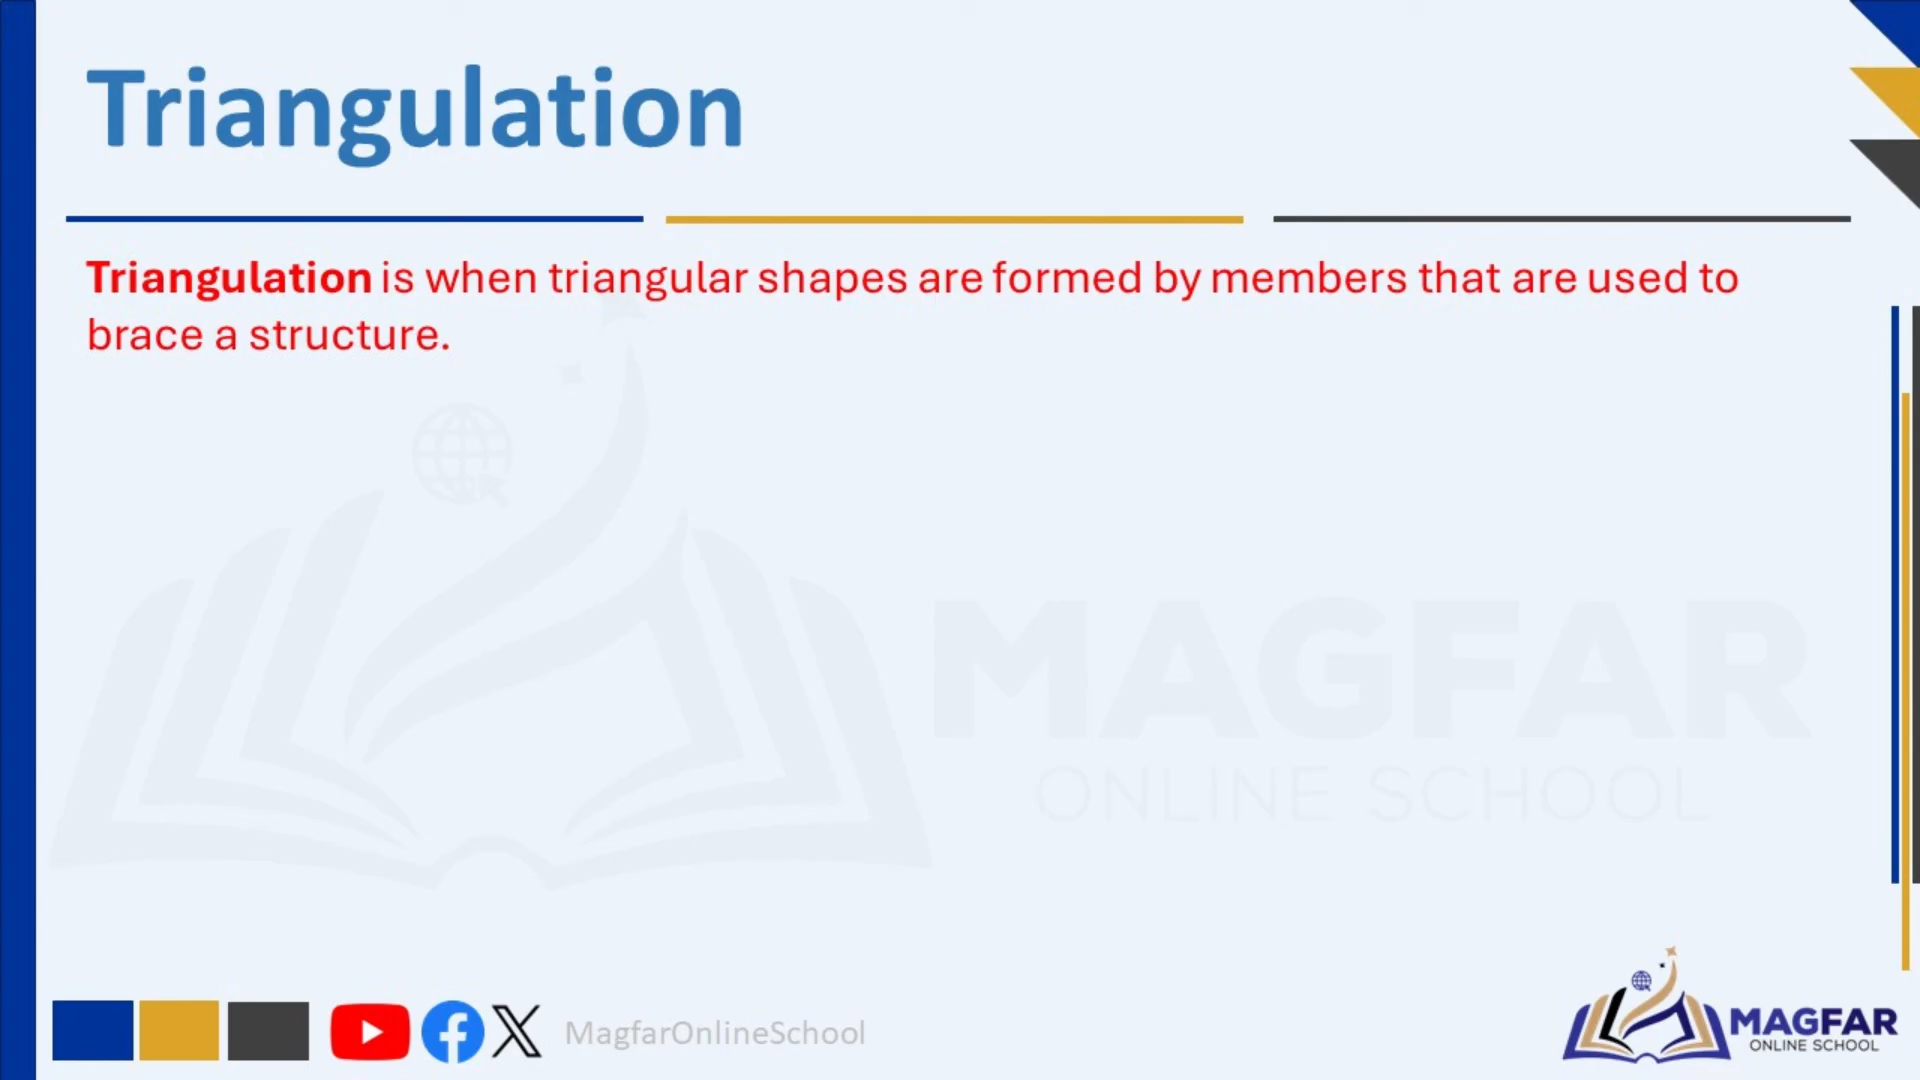 Triangulation
Triangulation is when triangular shapes are formed by members that are used to
brace a structure.
MAGFAR
ONLINE SCHOOL
MagfarOnlineSchool
MAGFAR
ONLINE SCHOOL